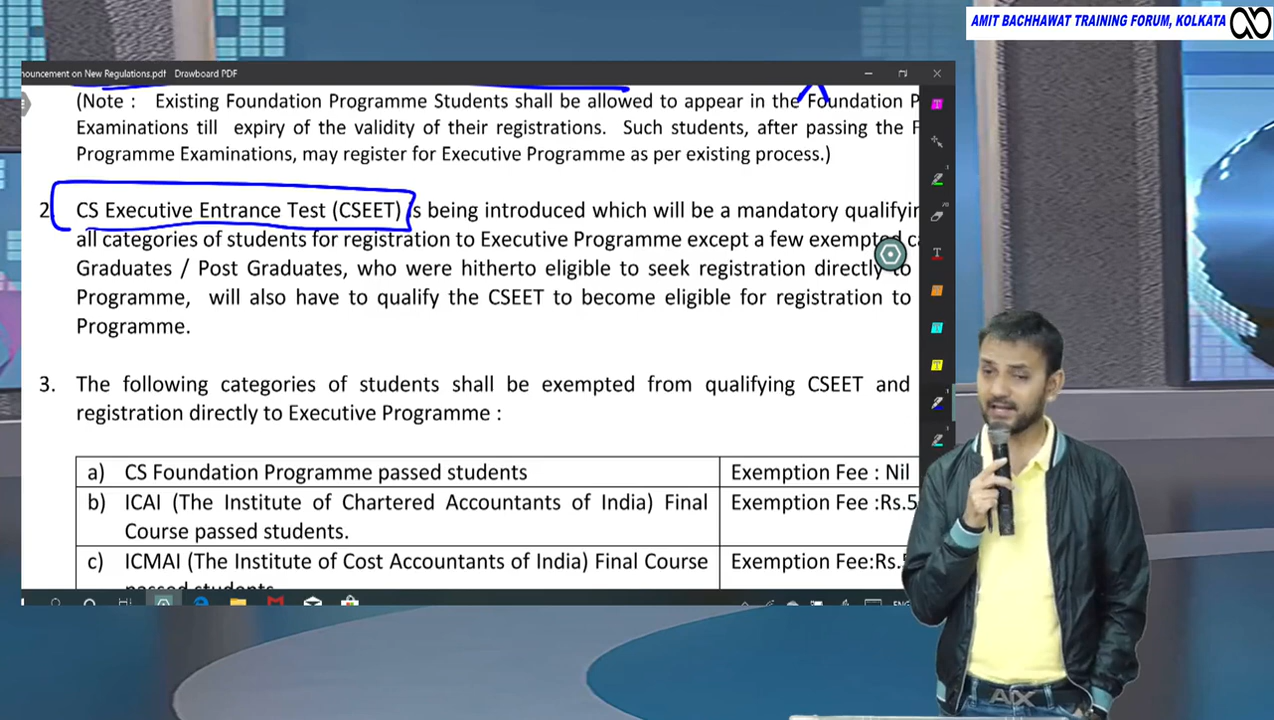 AMIT BACHHAWAT TRAINING FORUM, KOLKATA
nouncement on New Regulations.pdf Drawboard PDF
(Note : Existing Foundation Programme Students shall be allowed to appear in the Foundation P
Examinations till expiry of the validity of their registrations. Such students, after passing the F
Programme Examinations, may register for Executive Programme as per existing process.)
2. CS Executive Entrance Test (CSEET) is being introduced which will be a mandatory qualifyin
all categories of students for registration to Executive Programme except a few exempted ca
Graduates / Post Graduates, who were hitherto eligible to seek registration directly to
Programme, will also have to qualify the CSEET to become eligible for registration to
Programme.
3. The following categories of students shall be exempted from qualifying CSEET and
registration directly to Executive Programme :
a) CS Foundation Programme passed students Exemption Fee : Nil
b) ICAI (The Institute of Chartered Accountants of India) Final Exemption Fee :Rs.5
Course passed students.
c) ICMAI (The Institute of Cost Accountants of India) Final Course Exemption Fee:Rs.5
passed students
ENG
A|X